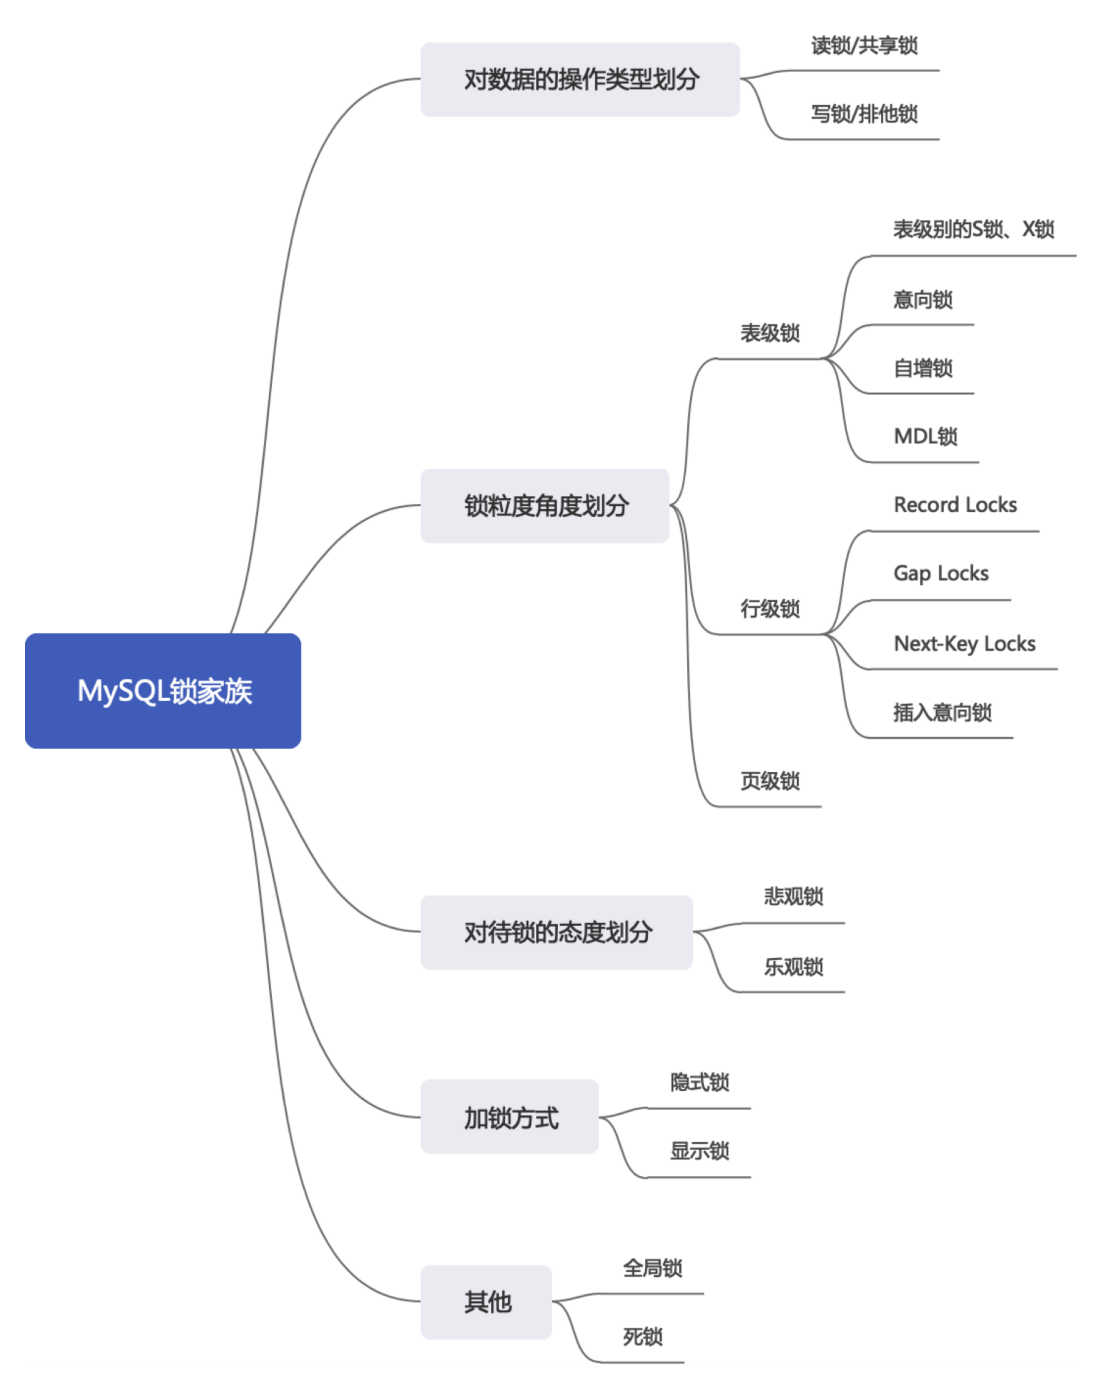 MySQL锁家族
对数据的操作类型划分
读锁/共享锁
写锁/排他锁
锁粒度角度划分
表级锁
表级别的S锁、X锁
意向锁
自增锁
MDL锁
行级锁
Record Locks
Gap Locks
Next-Key Locks
插入意向锁
页级锁
对待锁的态度划分
悲观锁
乐观锁
加锁方式
隐式锁
显示锁
其他
全局锁
死锁